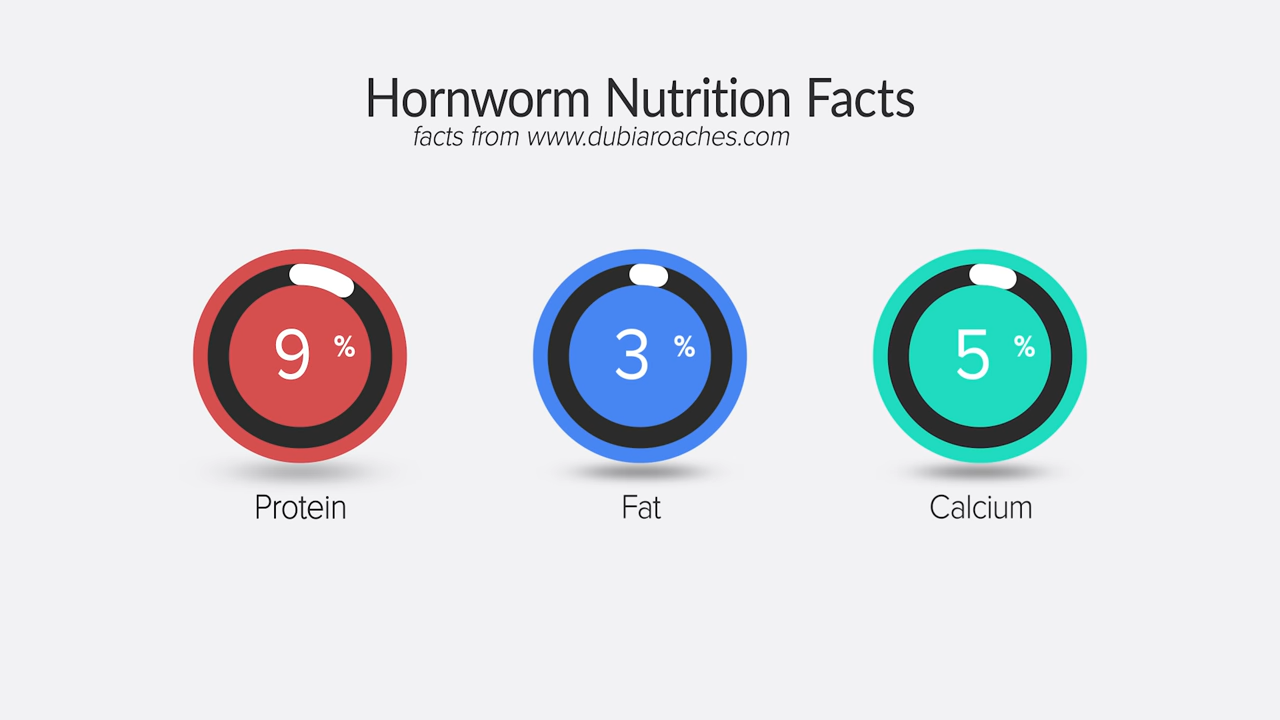 Hornworm Nutrition Facts
facts from www.dubiaroaches.com
9 % 3 % 5 %
Protein Fat Calcium